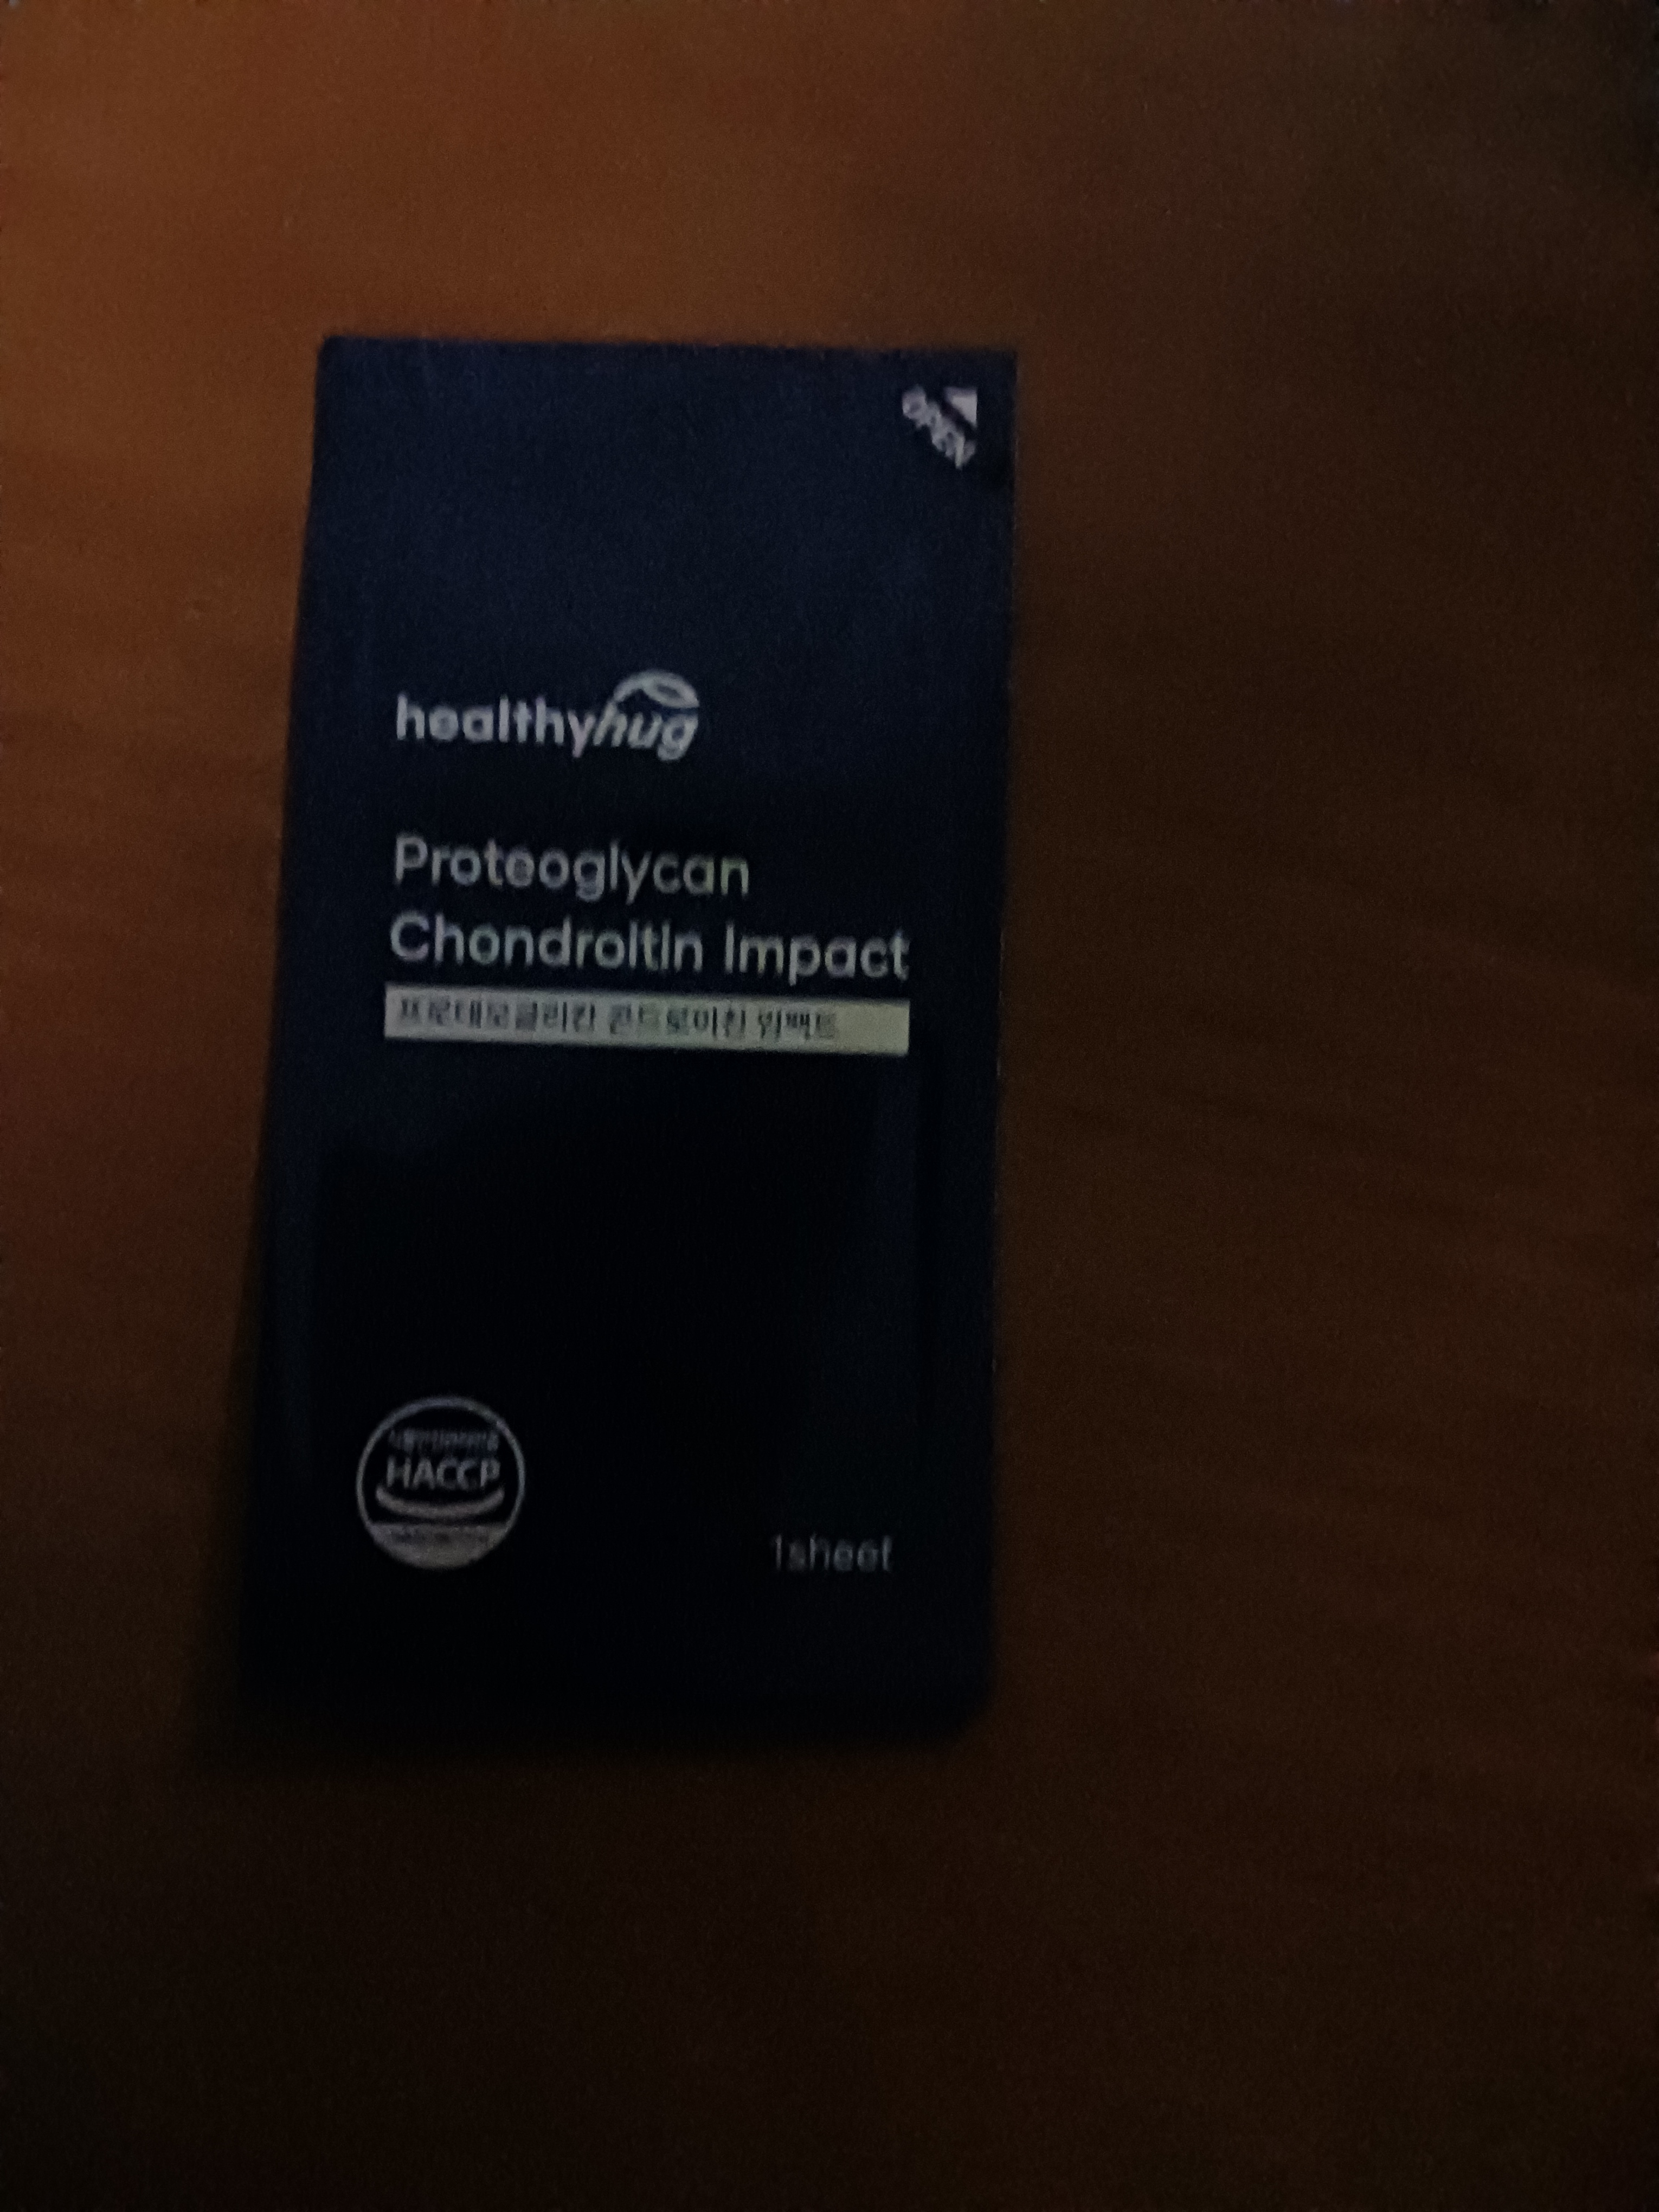 OPEN
healthyhug
Proteoglycan
Chondroitin Impact
프로테오글리칸 콘드로이친 임팩트
HACCP
1sheet